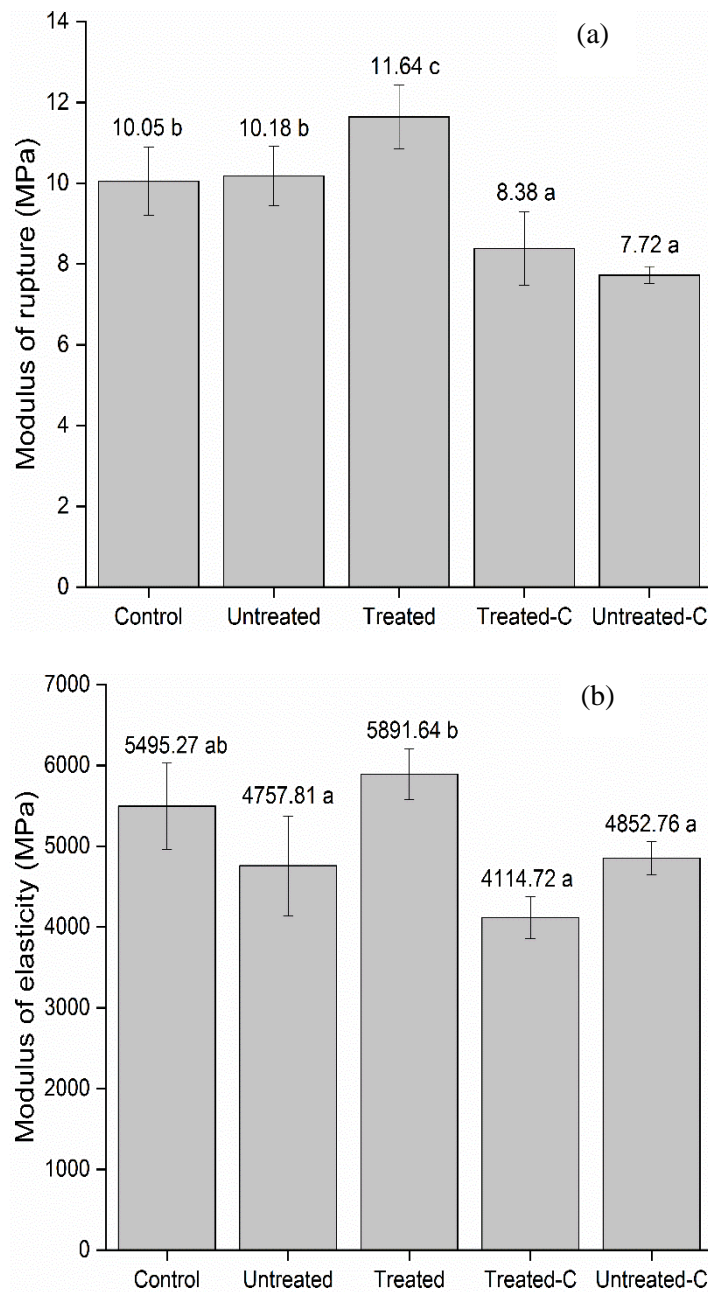 (a)
Modulus of rupture (MPa)
14
12
10
8
6
4
2
0
10.05 b
10.18 b
11.64 c
8.38 a
7.72 a
Control
Untreated
Treated
Treated-C
Untreated-C
(b)
Modulus of elasticity (MPa)
7000
6000
5000
4000
3000
2000
1000
0
5495.27 ab
4757.81 a
5891.64 b
4114.72 a
4852.76 a
Control
Untreated
Treated
Treated-C
Untreated-C